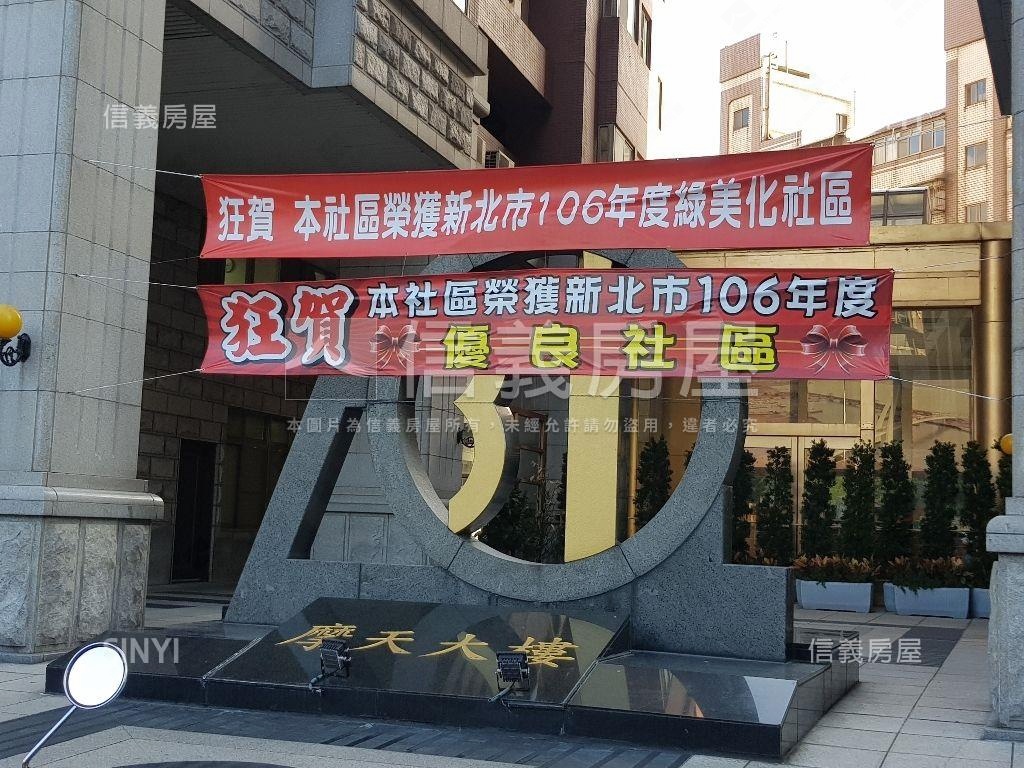 信義房屋
狂賀 本社區榮獲新北市106年度綠美化社區
狂賀 本社區榮獲新北市106年度
優良社區
信義房屋
本圖片為信義房屋所有，未經允許請勿盜用，違者必究
31
摩天大樓
SINYI
信義房屋